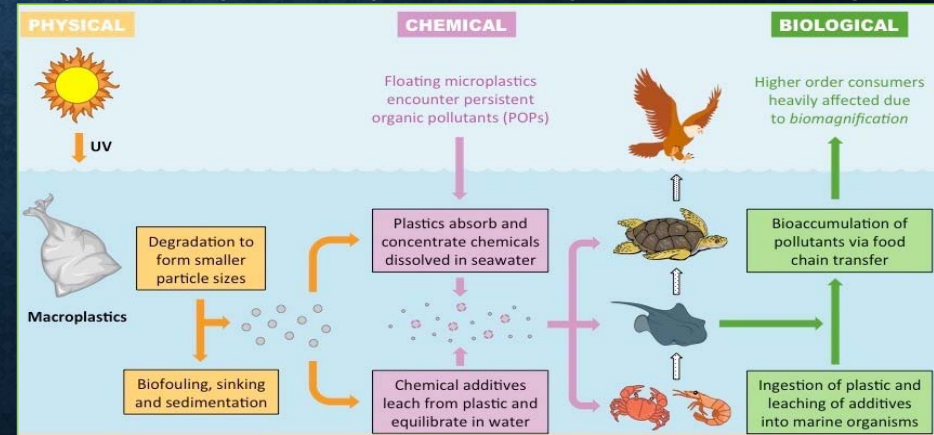 PHYSICAL
CHEMICAL
BIOLOGICAL
UV
Macroplastics
Degradation to
form smaller
particle sizes
Biofouling, sinking
and sedimentation
Floating microplastics
encounter persistent
organic pollutants (POPs)
Plastics absorb and
concentrate chemicals
dissolved in seawater
Chemical additives
leach from plastic and
equilibrate in water
Higher order consumers
heavily affected due
to biomagnification
Bioaccumulation of
pollutants via food
chain transfer
Ingestion of plastic and
leaching of additives
into marine organisms